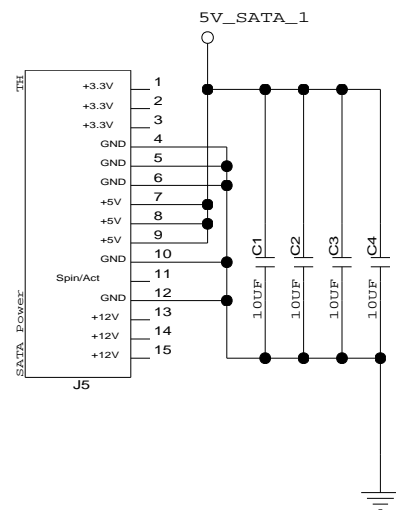 5V_SATA_1
TH
+3.3V 1
+3.3V 2
+3.3V 3
GND 4
GND 5
GND 6
+5V 7
+5V 8
+5V 9
GND 10
Spin/Act 11
GND 12
+12V 13
+12V 14
+12V 15
SATA Power
J5
C1 10UF
C2 10UF
C3 10UF
C4 10UF